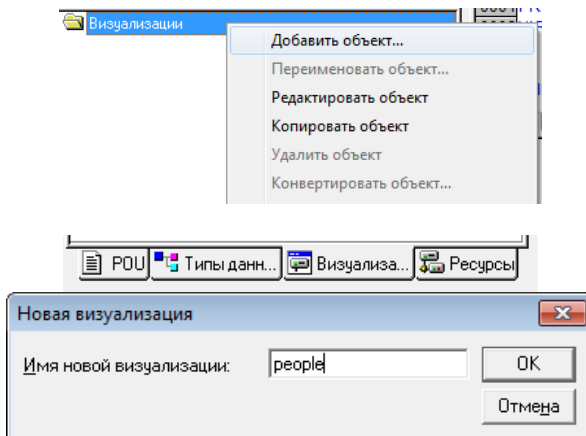 Визуализации
Добавить объект...
Переименовать объект...
Редактировать объект
Копировать объект
Удалить объект
Конвертировать объект...
POU Типы данн... Визуализа... Ресурсы
Новая визуализация
Имя новой визуализации: people OK
Отмена